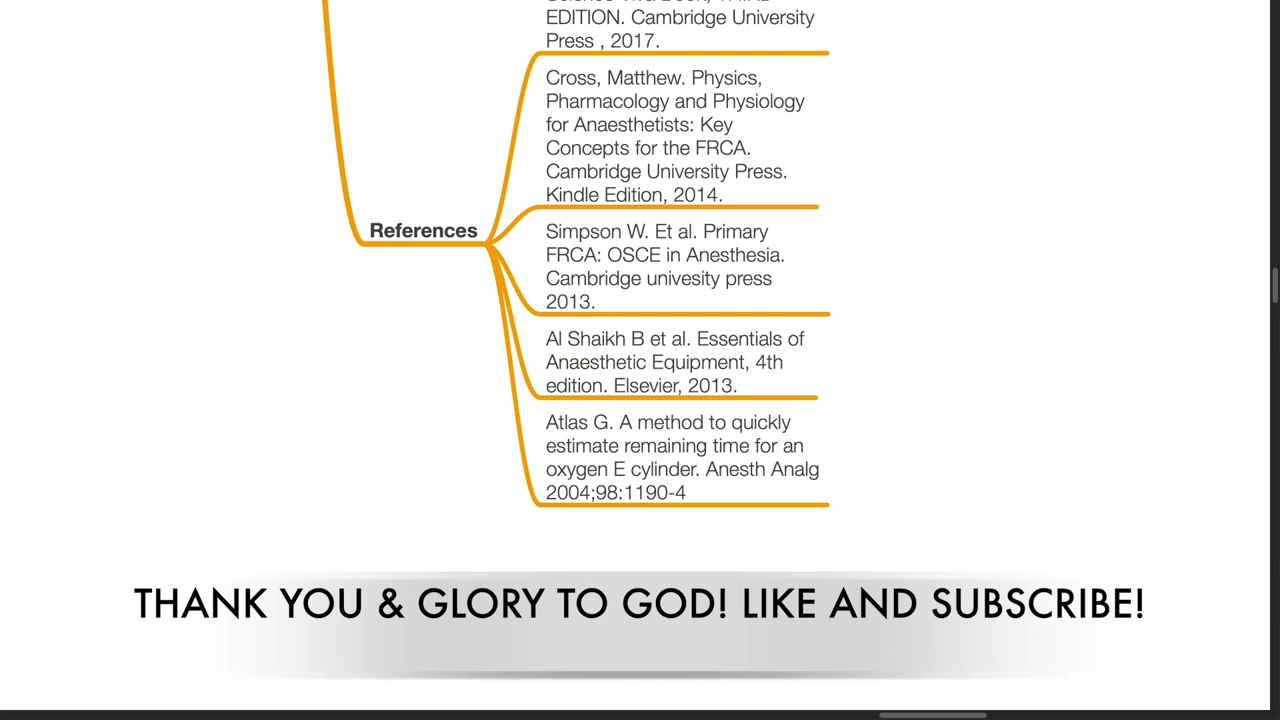 EDITION. Cambridge University
Press , 2017.
Cross, Matthew. Physics,
Pharmacology and Physiology
for Anaesthetists: Key
Concepts for the FRCA.
Cambridge University Press.
Kindle Edition, 2014.
References
Simpson W. Et al. Primary
FRCA: OSCE in Anesthesia.
Cambridge univesity press
2013.
Al Shaikh B et al. Essentials of
Anaesthetic Equipment, 4th
edition. Elsevier, 2013.
Atlas G. A method to quickly
estimate remaining time for an
oxygen E cylinder. Anesth Analg
2004;98:1190-4
THANK YOU & GLORY TO GOD! LIKE AND SUBSCRIBE!